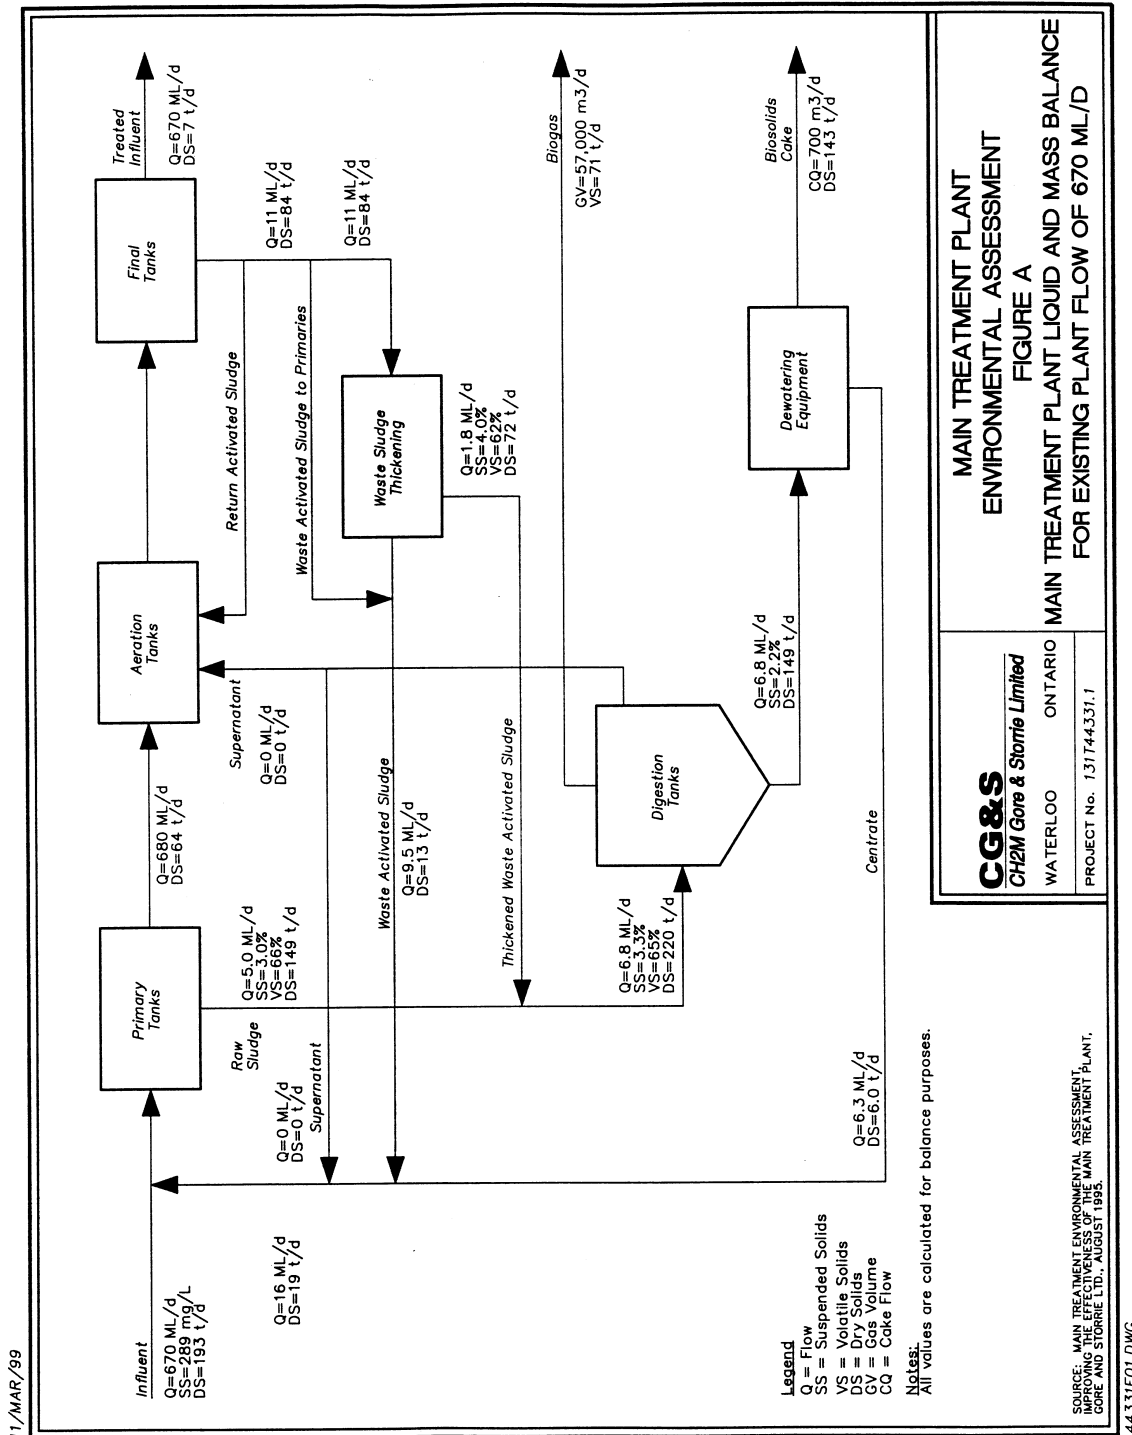 11/MAR/99
Influent
Q=670 ML/d
SS=289 mg/L
DS=193 t/d
Q=16 ML/d
DS=19 t/d
Primary
Tanks
Q=680 ML/d
DS=64 t/d
Aeration
Tanks
Final
Tanks
Treated
Influent
Q=670 ML/d
DS=7 t/d
Raw
Sludge
Q=5.0 ML/d
SS=3.0%
VS=66%
DS=149 t/d
Supernatant
Q=0 ML/d
DS=0 t/d
Return Activated Sludge
Q=11 ML/d
DS=84 t/d
Q=0 ML/d
DS=0 t/d
Supernatant
Waste Activated Sludge to Primaries
Q=11 ML/d
DS=84 t/d
Waste Activated Sludge
Q=9.5 ML/d
DS=13 t/d
Waste Sludge
Thickening
Q=1.8 ML/d
SS=4.0%
VS=62%
DS=72 t/d
Thickened Waste Activated Sludge
Biogas
GV=57,000 m3/d
VS=71 t/d
Q=6.8 ML/d
SS=3.3%
VS=65%
DS=220 t/d
Digestion
Tanks
Q=6.8 ML/d
SS=2.2%
DS=149 t/d
Dewatering
Equipment
Biosolids
Cake
CQ=700 m3/d
DS=143 t/d
Centrate
Q=6.3 ML/d
DS=6.0 t/d
Legend
Q = Flow
SS = Suspended Solids
VS = Volatile Solids
DS = Dry Solids
GV = Gas Volume
CQ = Cake Flow
Notes:
All values are calculated for balance purposes.
SOURCE: MAIN TREATMENT ENVIRONMENTAL ASSESSMENT,
IMPROVING THE EFFECTIVENESS OF THE MAIN TREATMENT PLANT,
GORE AND STORRIE LTD., AUGUST 1995.
CG&S
CH2M Gore & Storrie Limited
WATERLOO ONTARIO
PROJECT No. 131T44331.1
MAIN TREATMENT PLANT
ENVIRONMENTAL ASSESSMENT
FIGURE A
MAIN TREATMENT PLANT LIQUID AND MASS BALANCE
FOR EXISTING PLANT FLOW OF 670 ML/D
44331F01.DWG